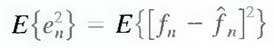 E{e_n^2} = E{[f_n − \hat{f}_n]^2}